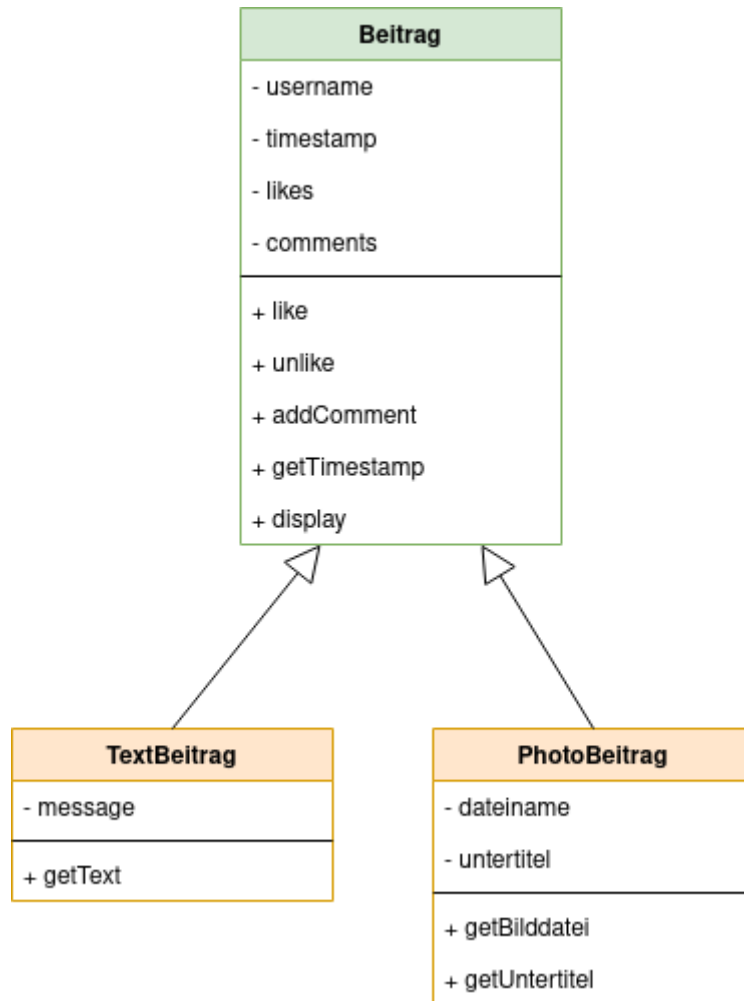 Beitrag
- username
- timestamp
- likes
- comments
+ like
+ unlike
+ addComment
+ getTimestamp
+ display
TextBeitrag
- message
+ getText
PhotoBeitrag
- dateiname
- untertitel
+ getBilddatei
+ getUntertitel